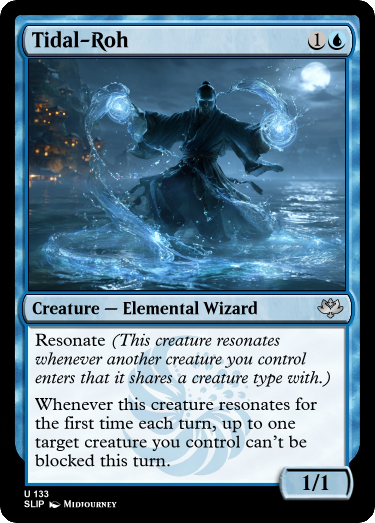 Tidal-Roh 1
Creature — Elemental Wizard
Resonate (This creature resonates
whenever another creature you control
enters that it shares a creature type with.)
Whenever this creature resonates for
the first time each turn, up to one
target creature you control can't be
blocked this turn.
1/1
U 133
SLIP Midjourney